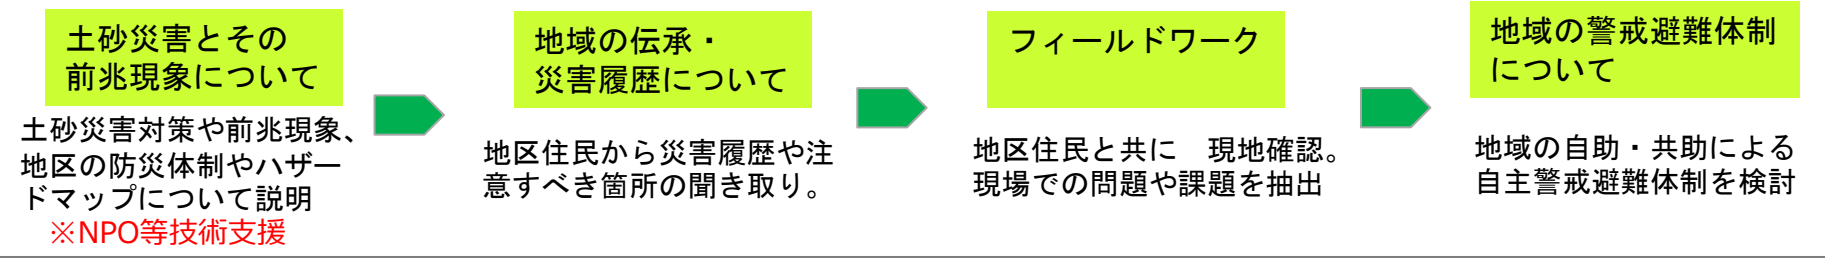 土砂災害とその
前兆現象について
土砂災害対策や前兆現象、
地区の防災体制やハザー
ドマップについて説明
※NPO等技術支援
地域の伝承・
災害履歴について
地区住民から災害履歴や注
意すべき箇所の聞き取り。
フィールドワーク
地区住民と共に　現地確認。
現場での問題や課題を抽出
地域の警戒避難体制
について
地域の自助・共助による
自主警戒避難体制を検討